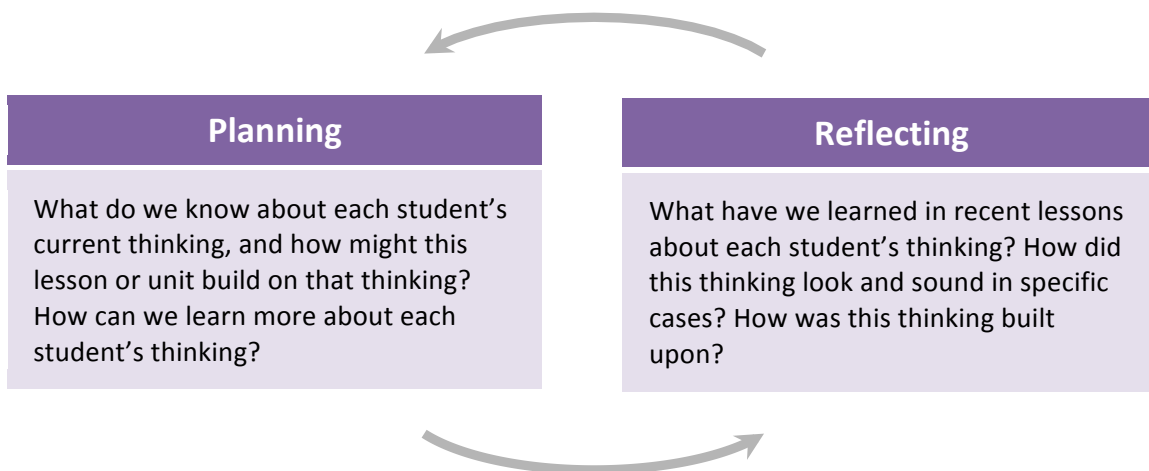 Planning
What do we know about each student’s
current thinking, and how might this
lesson or unit build on that thinking?
How can we learn more about each
student’s thinking?
Reflecting
What have we learned in recent lessons
about each student’s thinking? How did
this thinking look and sound in specific
cases? How was this thinking built
upon?